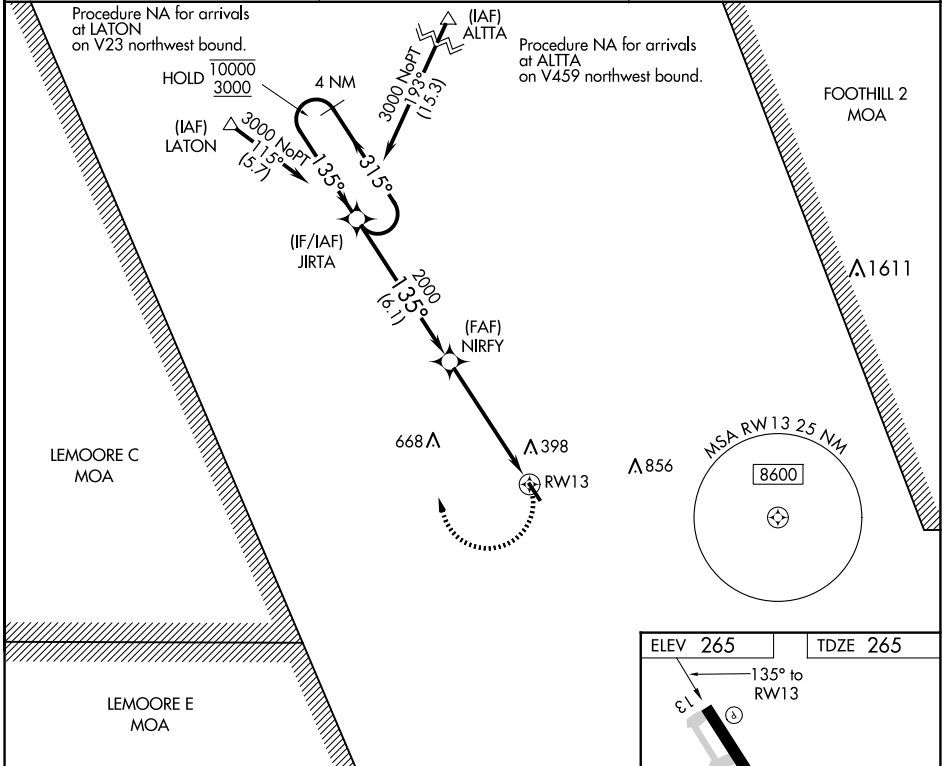 Procedure NA for arrivals
at LATON
on V23 northwest bound.
HOLD
10000
3000
4 NM
(IAF)
ALTTA
3000 NoPT
193°
(15.3)
Procedure NA for arrivals
at ALTTA
on V459 northwest bound.
FOOTHILL 2
MOA
(IAF)
LATON
3000 NoPT
115°
(5.7)
135°
315°
(IF/IAF)
JIRTA
2000
135°
(6.1)
1611
(FAF)
NIRFY
668
398
RW13
856
LEMOORE C
MOA
MSA RW13 25 NM
8600
LEMOORE E
MOA
ELEV 265
TDZE 265
135° to
RW13
13
P